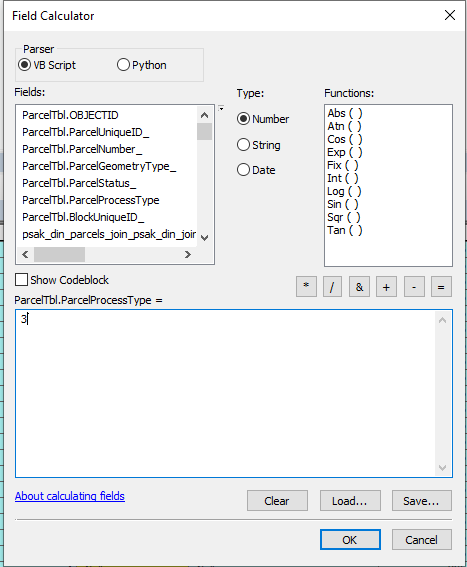 Field Calculator
Parser
VB Script
Python
Fields:
Type:
Functions:
ParcelTbl.OBJECTID
ParcelTbl.ParcelUniqueID_
ParcelTbl.ParcelNumber_
ParcelTbl.ParcelGeometryType_
ParcelTbl.ParcelStatus_
ParcelTbl.ParcelProcessType
ParcelTbl.BlockUniqueID_
psak_din_parcels_join_psak_din_join
Number
String
Date
Abs ( )
Atn ( )
Cos ( )
Exp ( )
Fix ( )
Int ( )
Log ( )
Sin ( )
Sqr ( )
Tan ( )
Show Codeblock
* / & + - =
ParcelTbl.ParcelProcessType =
3
About calculating fields
Clear
Load...
Save...
OK
Cancel